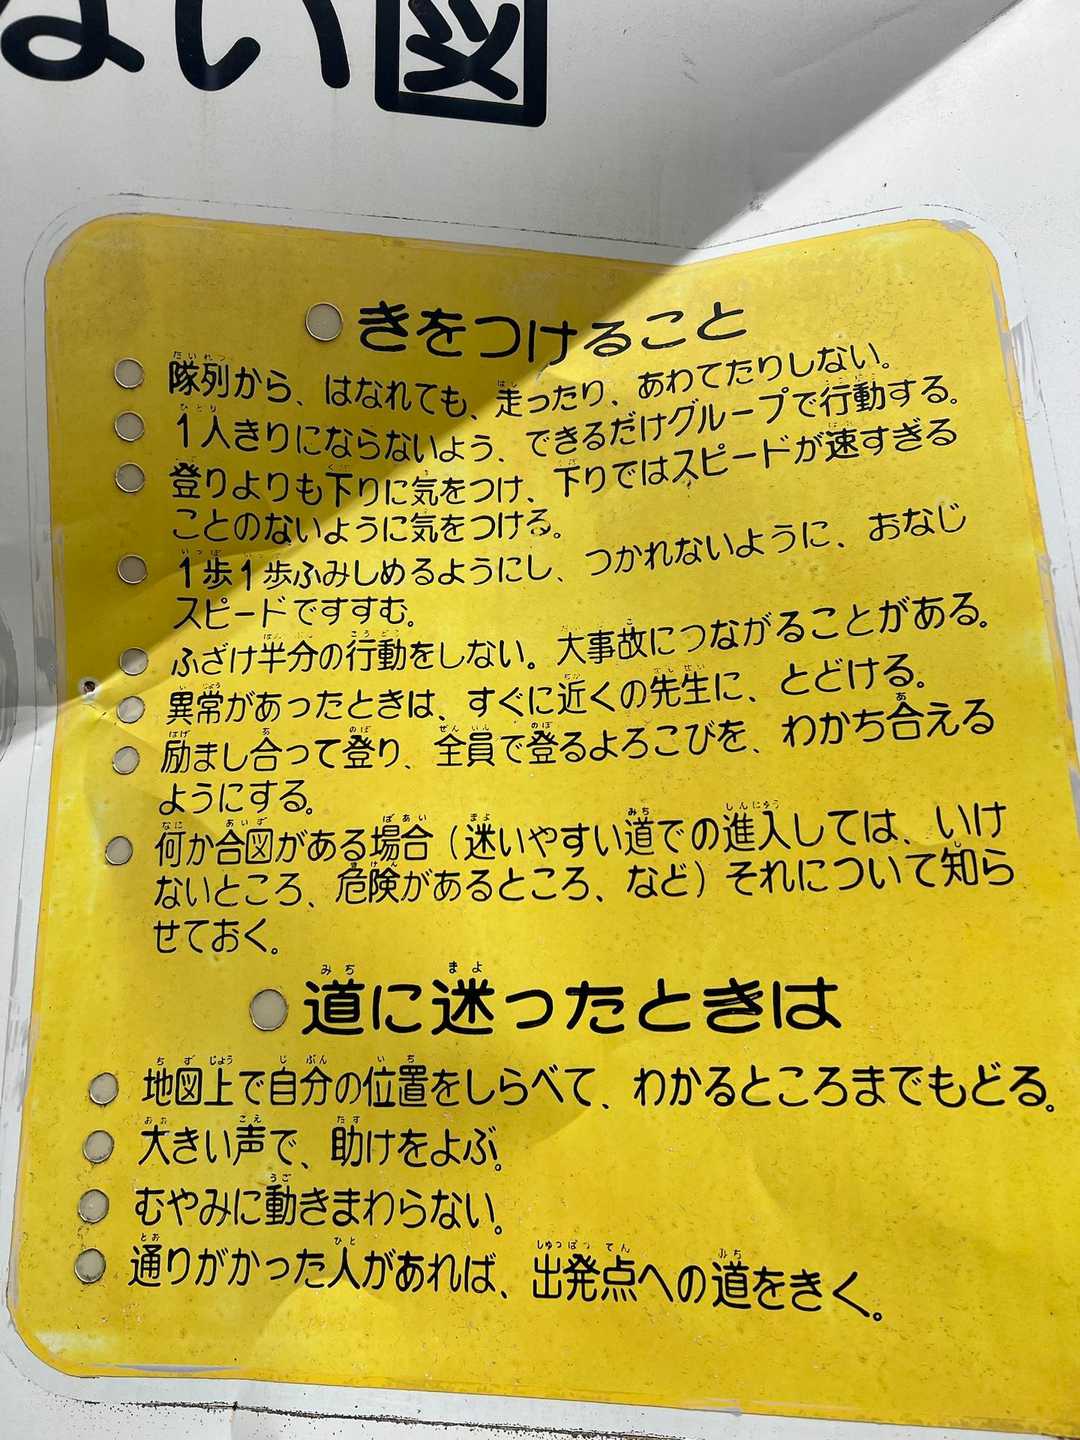 ない図
きをつけること
隊列から、はなれても、走ったり、あわてたりしない。
1人きりにならないよう、できるだけグループで行動する。
登りよりも下りに気をつけ、下りではスピードが速すぎる
ことのないように気をつける。
1歩1歩ふみしめるようにし、つかれないように、おなじ
スピードですすむ。
ふざけ半分の行動をしない。大事故につながることがある。
異常があったときは、すぐに近くの先生に、とどける。
励まし合って登り、全員で登るよろこびを、わかち合える
ようにする。
何か合図がある場合(迷いやすい道での進入しては、いけ
ないところ、危険があるところ、など)それについて知ら
せておく。
道に迷ったときは
地図上で自分の位置をしらべて、わかるところまでもどる。
大きい声で、助けをよぶ。
むやみに動きまわらない。
通りがかった人があれば、出発点への道をきく。